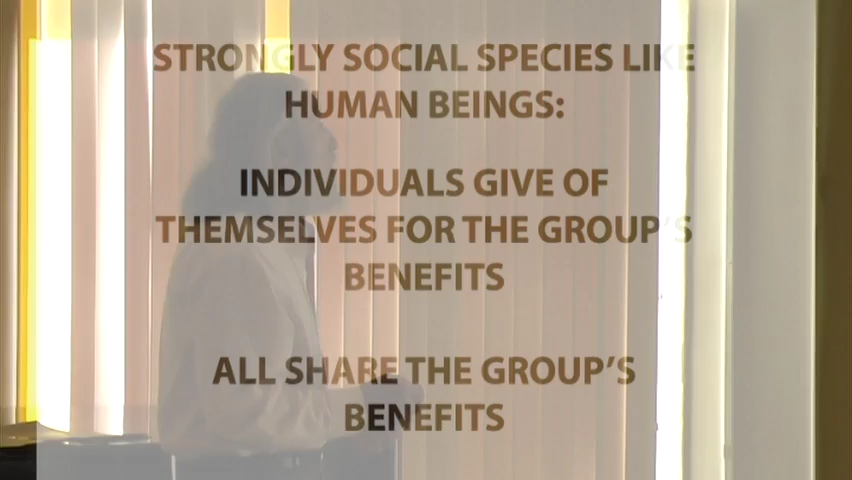 STRONGLY SOCIAL SPECIES LIKE
HUMAN BEINGS:
INDIVIDUALS GIVE OF
THEMSELVES FOR THE GROUP'S
BENEFITS
ALL SHARE THE GROUP'S
BENEFITS